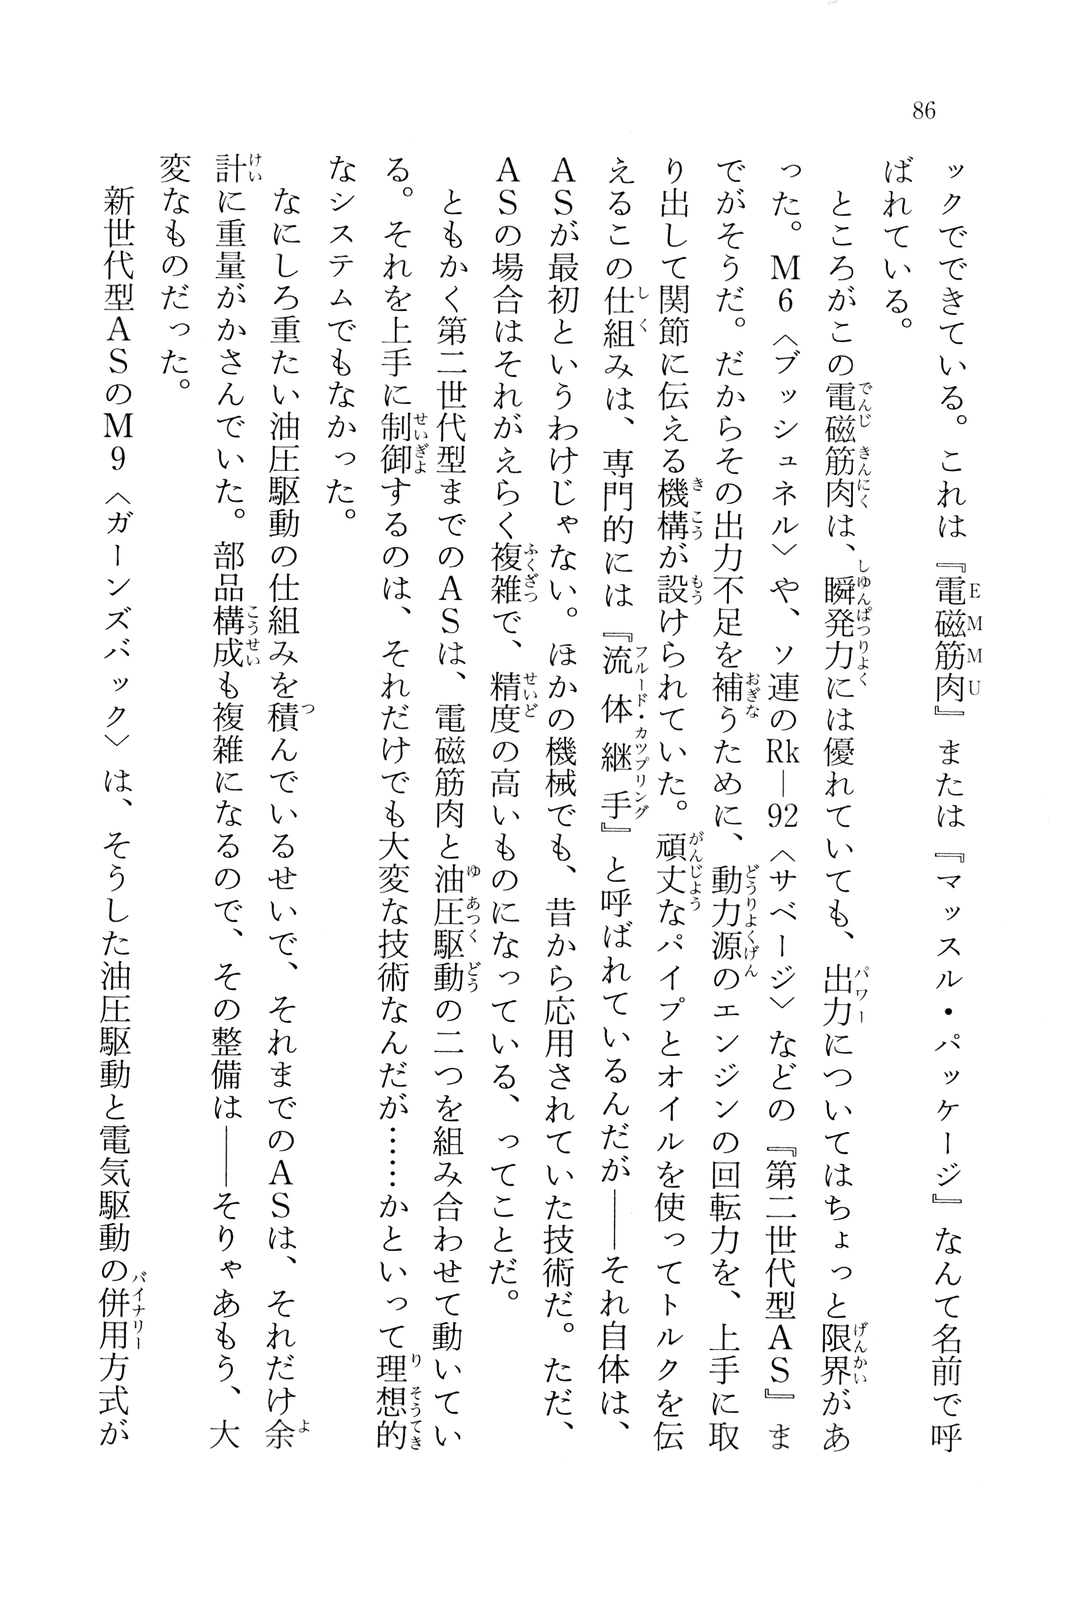 86
ックでできている。これは『電磁筋肉』または『マッスル・パッケージ』なんて名前で呼
ばれている。
ところがこの電磁筋肉は、瞬発力には優れていても、出力についてはちょっと限界があ
った。M6〈ブッシュネル〉や、ソ連のRk―92〈サベージ〉などの『第二世代型AS』ま
でがそうだ。だからその出力不足を補うために、動力源のエンジンの回転力を、上手に取
り出して関節に伝える機構が設けられていた。頑丈なパイプとオイルを使ってトルクを伝
えるこの仕組みは、専門的には『流体継手』と呼ばれているんだが――それ自体は、
ASが最初というわけじゃない。ほかの機械でも、昔から応用されていた技術だ。ただ、
ASの場合はそれがえらく複雑で、精度の高いものになっている、ってことだ。
ともかく第二世代型までのASは、電磁筋肉と油圧駆動の二つを組み合わせて動いてい
る。それを上手に制御するのは、それだけでも大変な技術なんだが……かといって理想的
なシステムでもなかった。
なにしろ重たい油圧駆動の仕組みを積んでいるせいで、それまでのASは、それだけ余
計に重量がかさんでいた。部品構成も複雑になるので、その整備は――そりゃあもう、大
変なものだった。
新世代型ASのM9〈ガーンズバック〉は、そうした油圧駆動と電気駆動の併用方式が